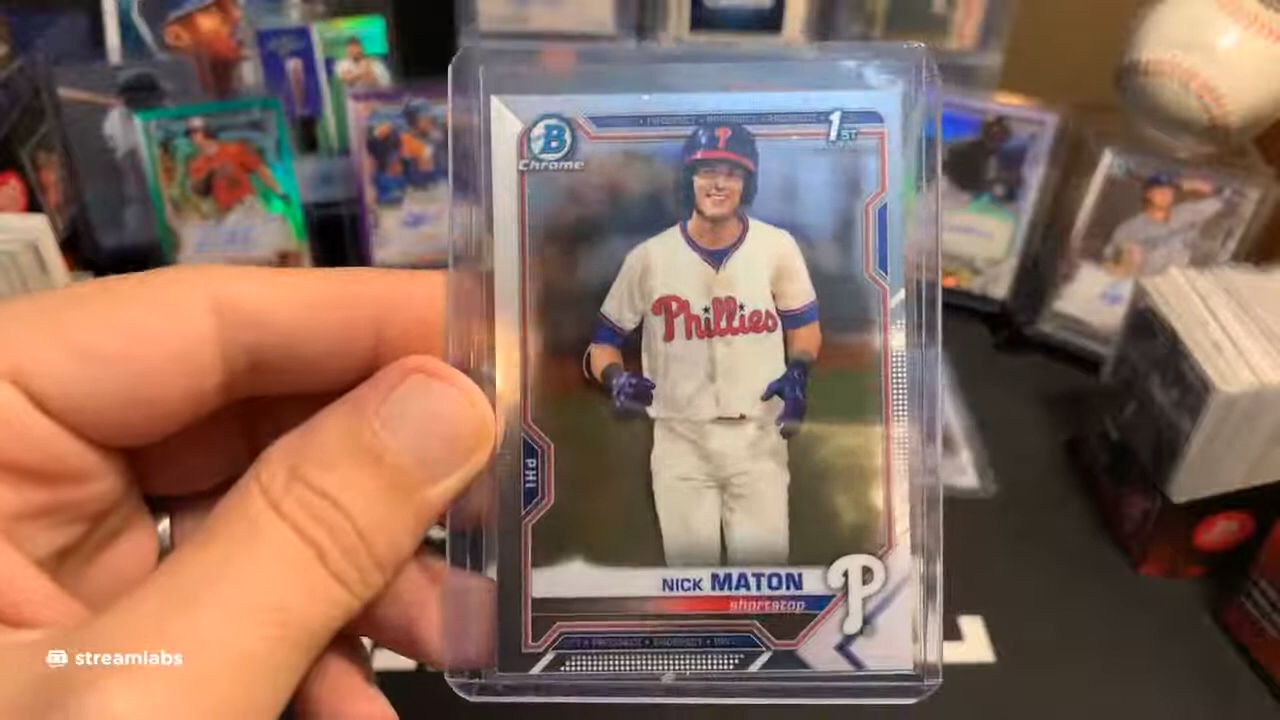 B
Chrome
1ST
T
Phillies
PHI
NICK MATON
shortstop
P
streamlabs